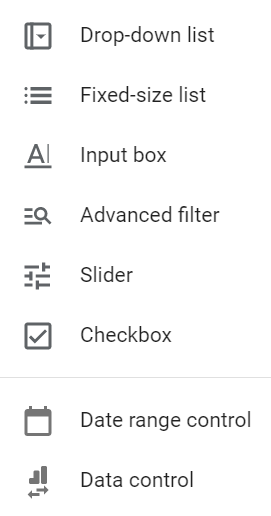 Drop-down list
Fixed-size list
Input box
Advanced filter
Slider
Checkbox
Date range control
Data control